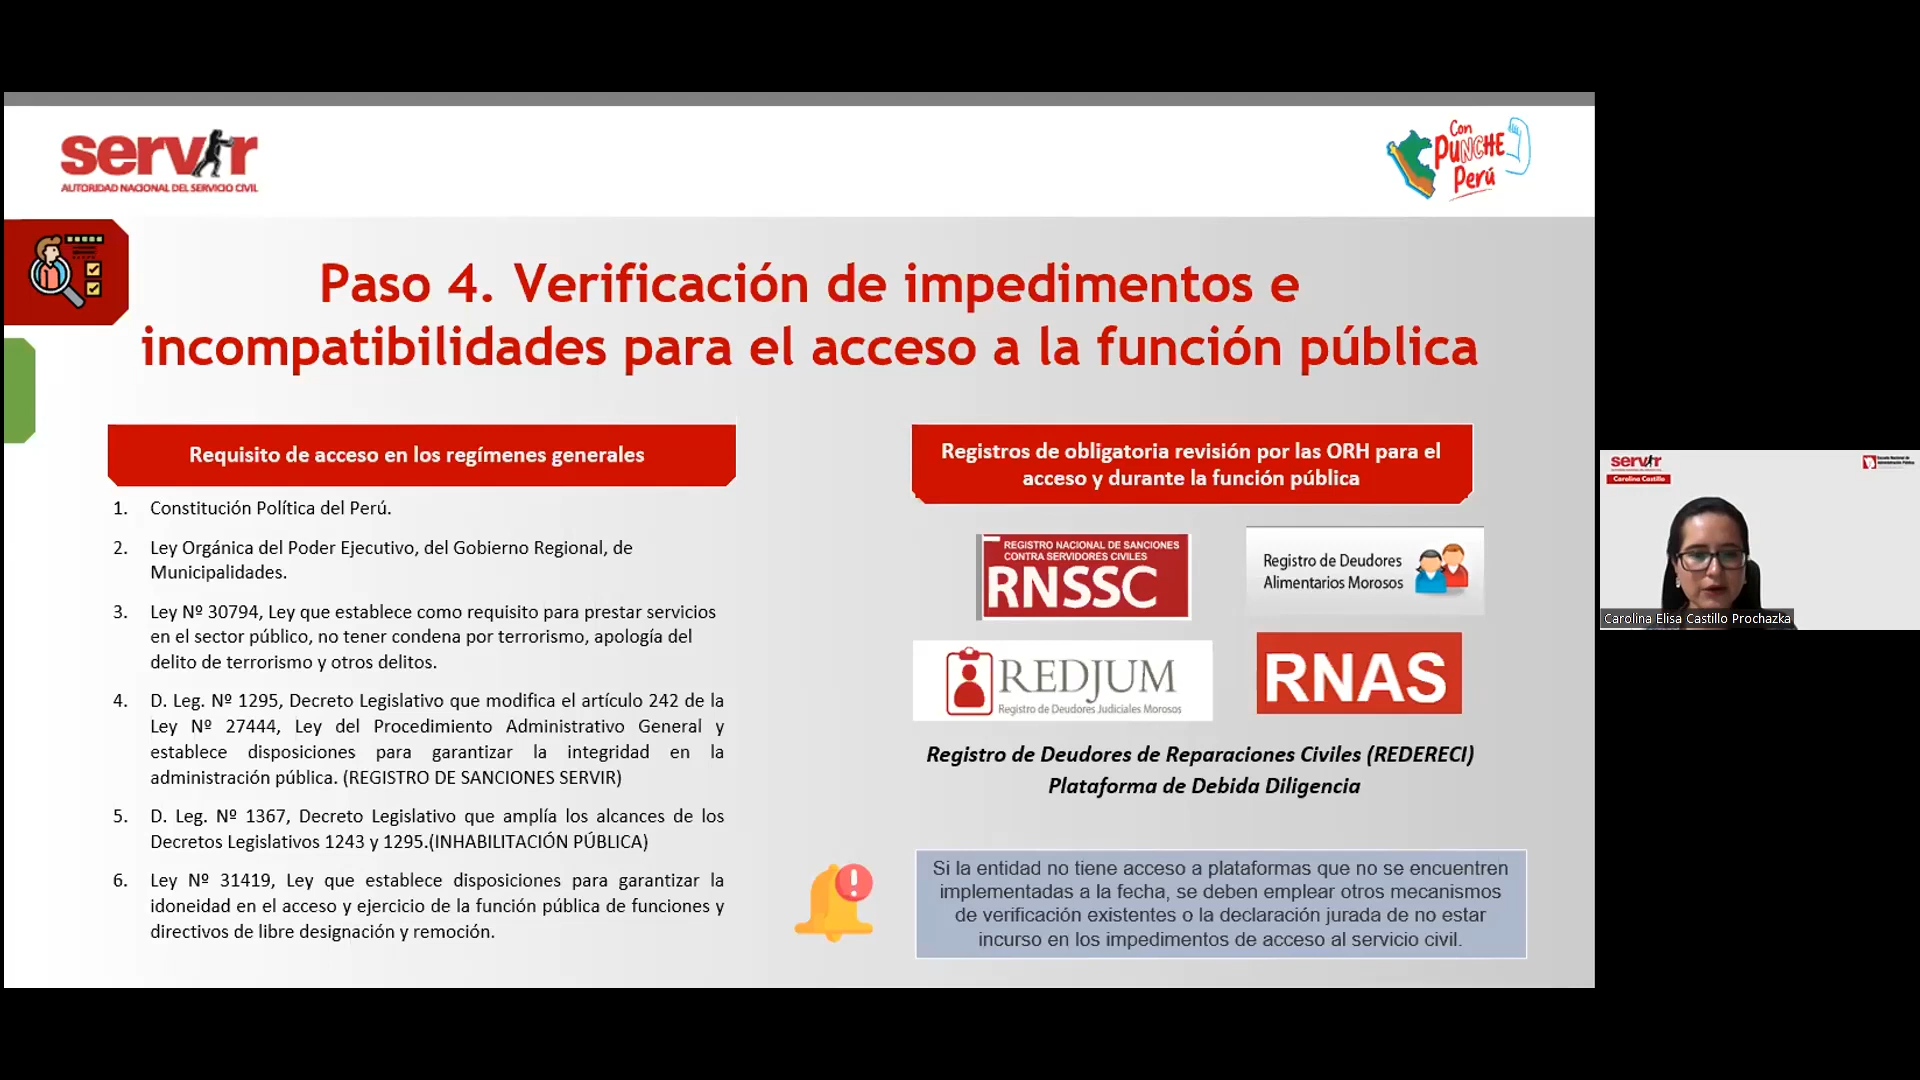 servir
AUTORIDAD NACIONAL DEL SERVICIO CIVIL
Con
PUNCHE
Perú
Paso 4. Verificación de impedimentos e
incompatibilidades para el acceso a la función pública
Requisito de acceso en los regímenes generales
1. Constitución Política del Perú.
2. Ley Orgánica del Poder Ejecutivo, del Gobierno Regional, de
Municipalidades.
3. Ley Nº 30794, Ley que establece como requisito para prestar servicios
en el sector público, no tener condena por terrorismo, apología del
delito de terrorismo y otros delitos.
4. D. Leg. Nº 1295, Decreto Legislativo que modifica el artículo 242 de la
Ley Nº 27444, Ley del Procedimiento Administrativo General y
establece disposiciones para garantizar la integridad en la
administración pública. (REGISTRO DE SANCIONES SERVIR)
5. D. Leg. Nº 1367, Decreto Legislativo que amplía los alcances de los
Decretos Legislativos 1243 y 1295.(INHABILITACIÓN PÚBLICA)
6. Ley Nº 31419, Ley que establece disposiciones para garantizar la
idoneidad en el acceso y ejercicio de la función pública de funciones y
directivos de libre designación y remoción.
Registros de obligatoria revisión por las ORH para el
acceso y durante la función pública
REGISTRO NACIONAL DE SANCIONES
CONTRA SERVIDORES CIVILES
RNSSC
Registro de Deudores
Alimentarios Morosos
REDJUM
Registro de Deudores Judiciales Morosos
RNAS
Registro de Deudores de Reparaciones Civiles (REDERECI)
Plataforma de Debida Diligencia
Si la entidad no tiene acceso a plataformas que no se encuentren
implementadas a la fecha, se deben emplear otros mecanismos
de verificación existentes o la declaración jurada de no estar
incurso en los impedimentos de acceso al servicio civil.
servir
Carolina Castillo
Escuela Nacional de
Administración Pública
Carolina Elisa Castillo Prochazka